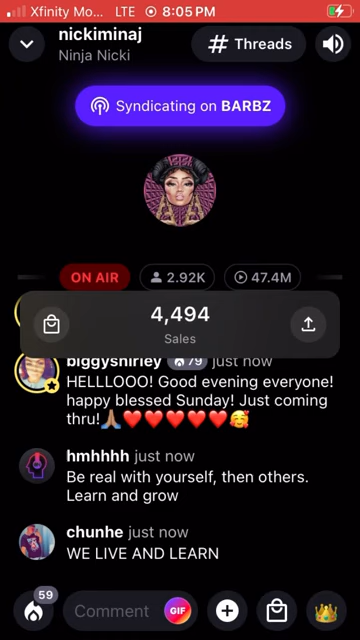 Xfinity Mo... LTE 8:05 PM
nickiminaj
Ninja Nicki
# Threads
Syndicating on BARBZ
ON AIR 2.92K 47.4M
4,494
Sales
biggyshirley 79 just now
HELLLOOO! Good evening everyone!
happy blessed Sunday! Just coming
thru!🙏🏽❤️❤️❤️❤️❤️🥰
hmhhhh just now
Be real with yourself, then others.
Learn and grow
chunhe just now
WE LIVE AND LEARN
59
Comment GIF